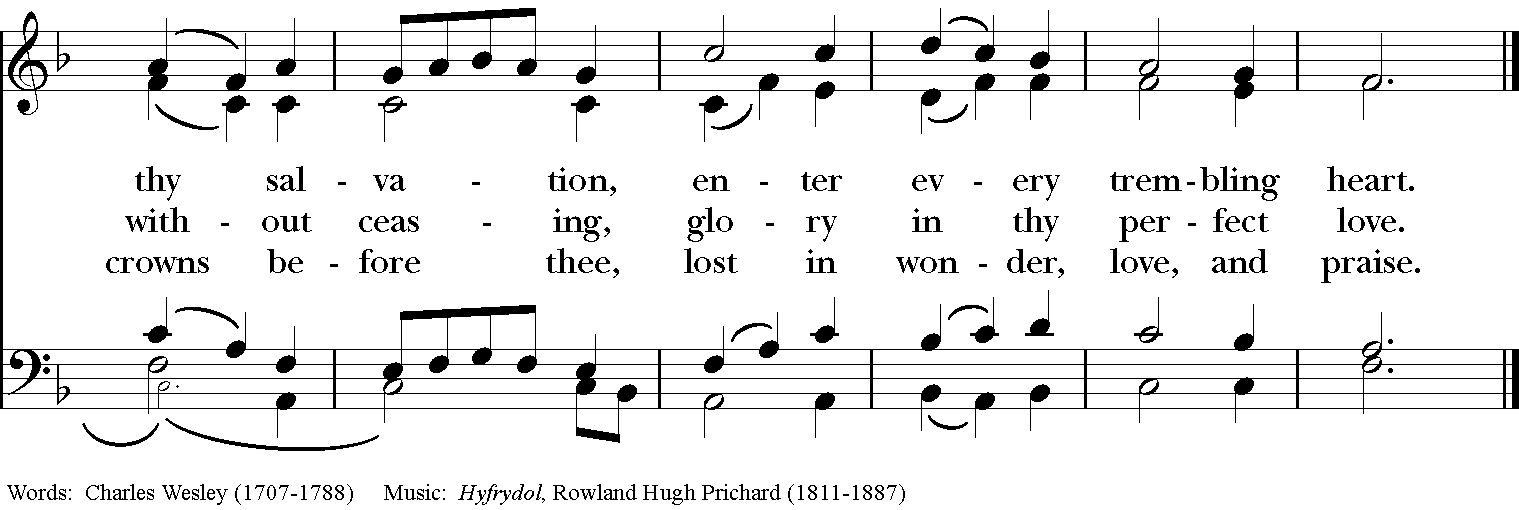 thy sal - va - tion, en - ter ev - ery trem - bling heart.
with - out ceas - ing, glo - ry in thy per - fect love.
crowns be - fore thee, lost in won - der, love, and praise.
Words: Charles Wesley (1707-1788) Music: Hyfrydol, Rowland Hugh Prichard (1811-1887)